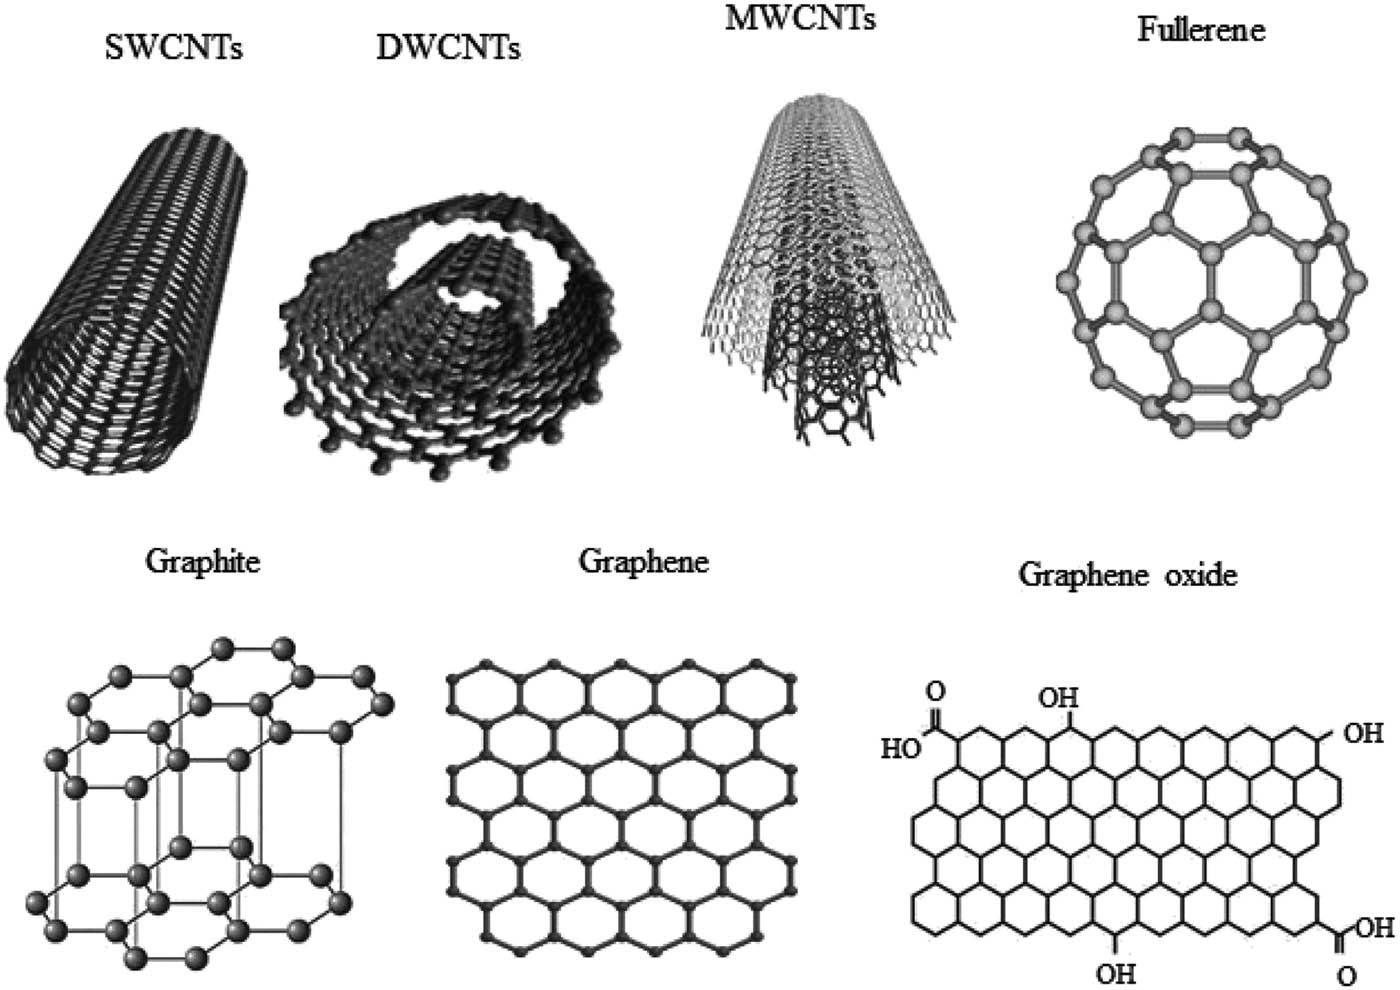 SWCNTs
DWCNTs
MWCNTs
Fullerene
Graphite
Graphene
Graphene oxide
O
HO
OH
OH
OH
O
OH